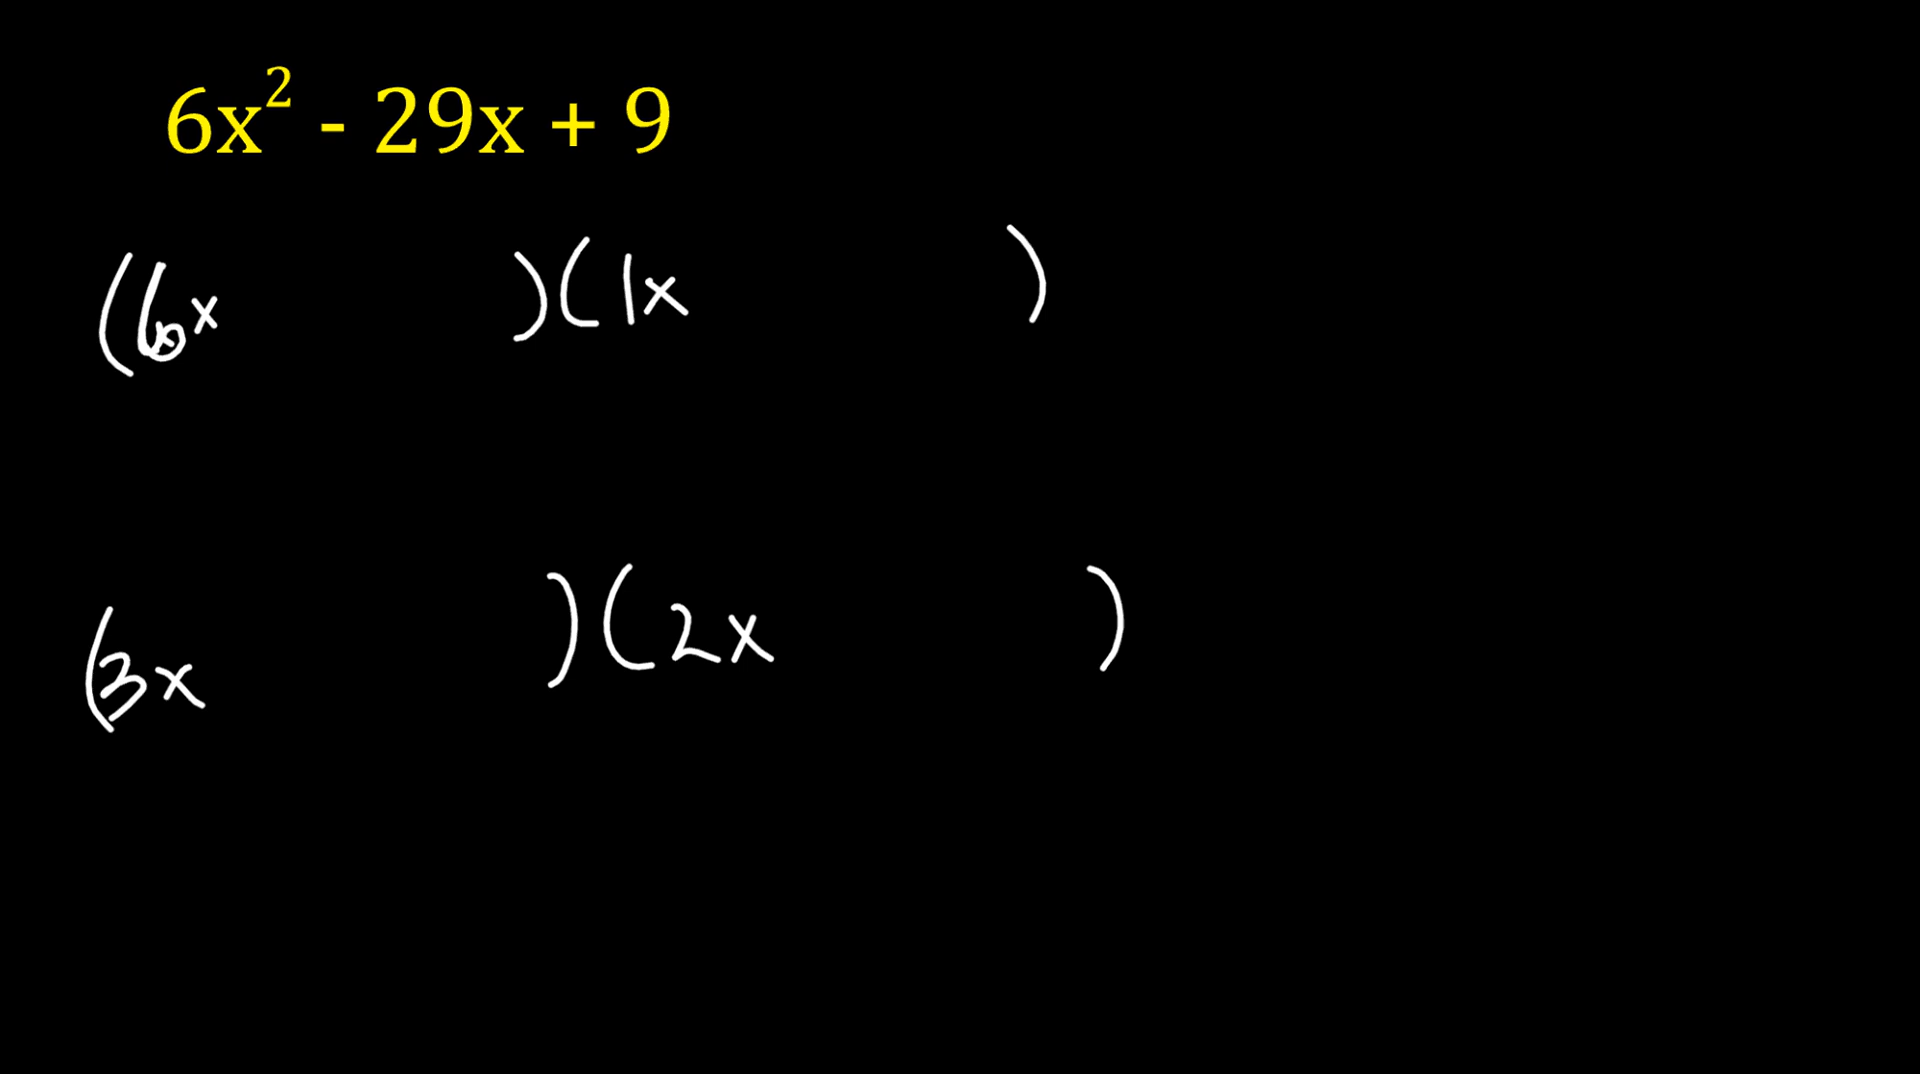 6x² - 29x + 9
(6x )(1x )
(3x )(2x )